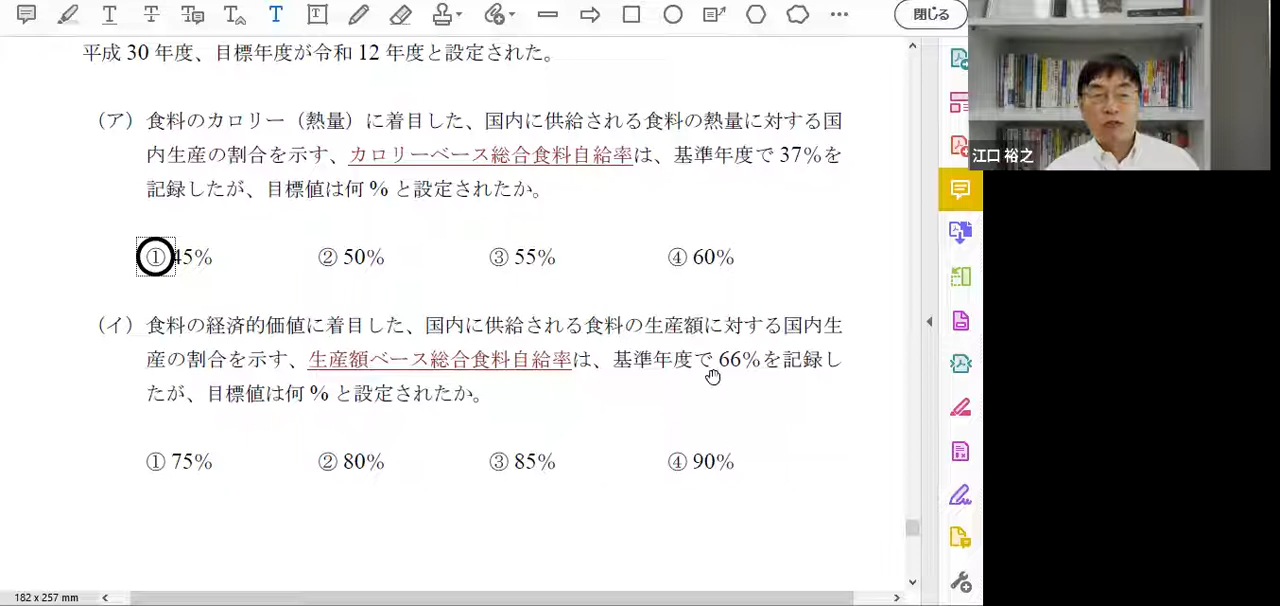 閉じる
平成 30 年度、目標年度が令和 12 年度と設定された。
江口 裕之
（ア） 食料のカロリー（熱量）に着目した、国内に供給される食料の熱量に対する国
内生産の割合を示す、カロリーベース総合食料自給率は、基準年度で 37%を
記録したが、目標値は何 % と設定されたか。
① 45% ② 50% ③ 55% ④ 60%
（イ） 食料の経済的価値に着目した、国内に供給される食料の生産額に対する国内生
産の割合を示す、生産額ベース総合食料自給率は、基準年度で 66%を記録し
たが、目標値は何 % と設定されたか。
① 75% ② 80% ③ 85% ④ 90%
182 x 257 mm